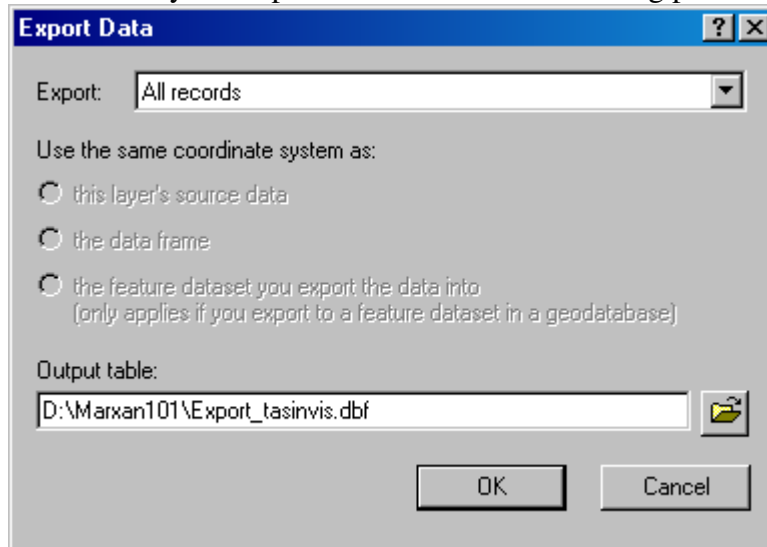 Export Data
Export: All records
Use the same coordinate system as:
this layer's source data
the data frame
the feature dataset you export the data into
(only applies if you export to a feature dataset in a geodatabase)
Output table:
D:\Marxan101\Export_tasinvis.dbf
OK Cancel